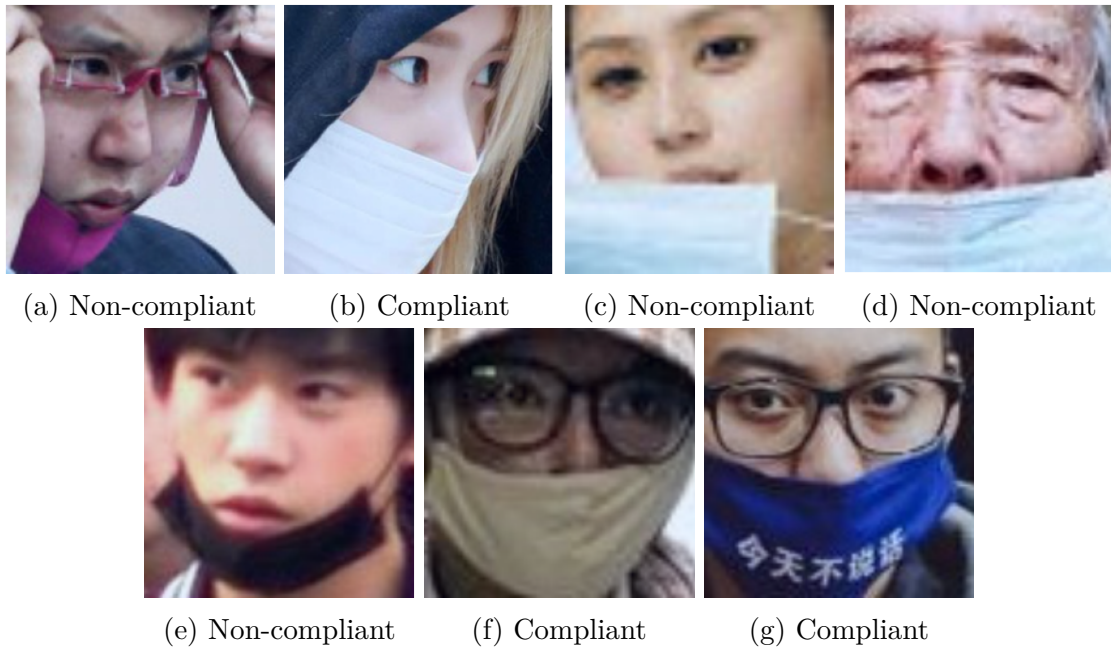 (a) Non-compliant
(b) Compliant
(c) Non-compliant
(d) Non-compliant
今天不说话
(e) Non-compliant
(f) Compliant
(g) Compliant